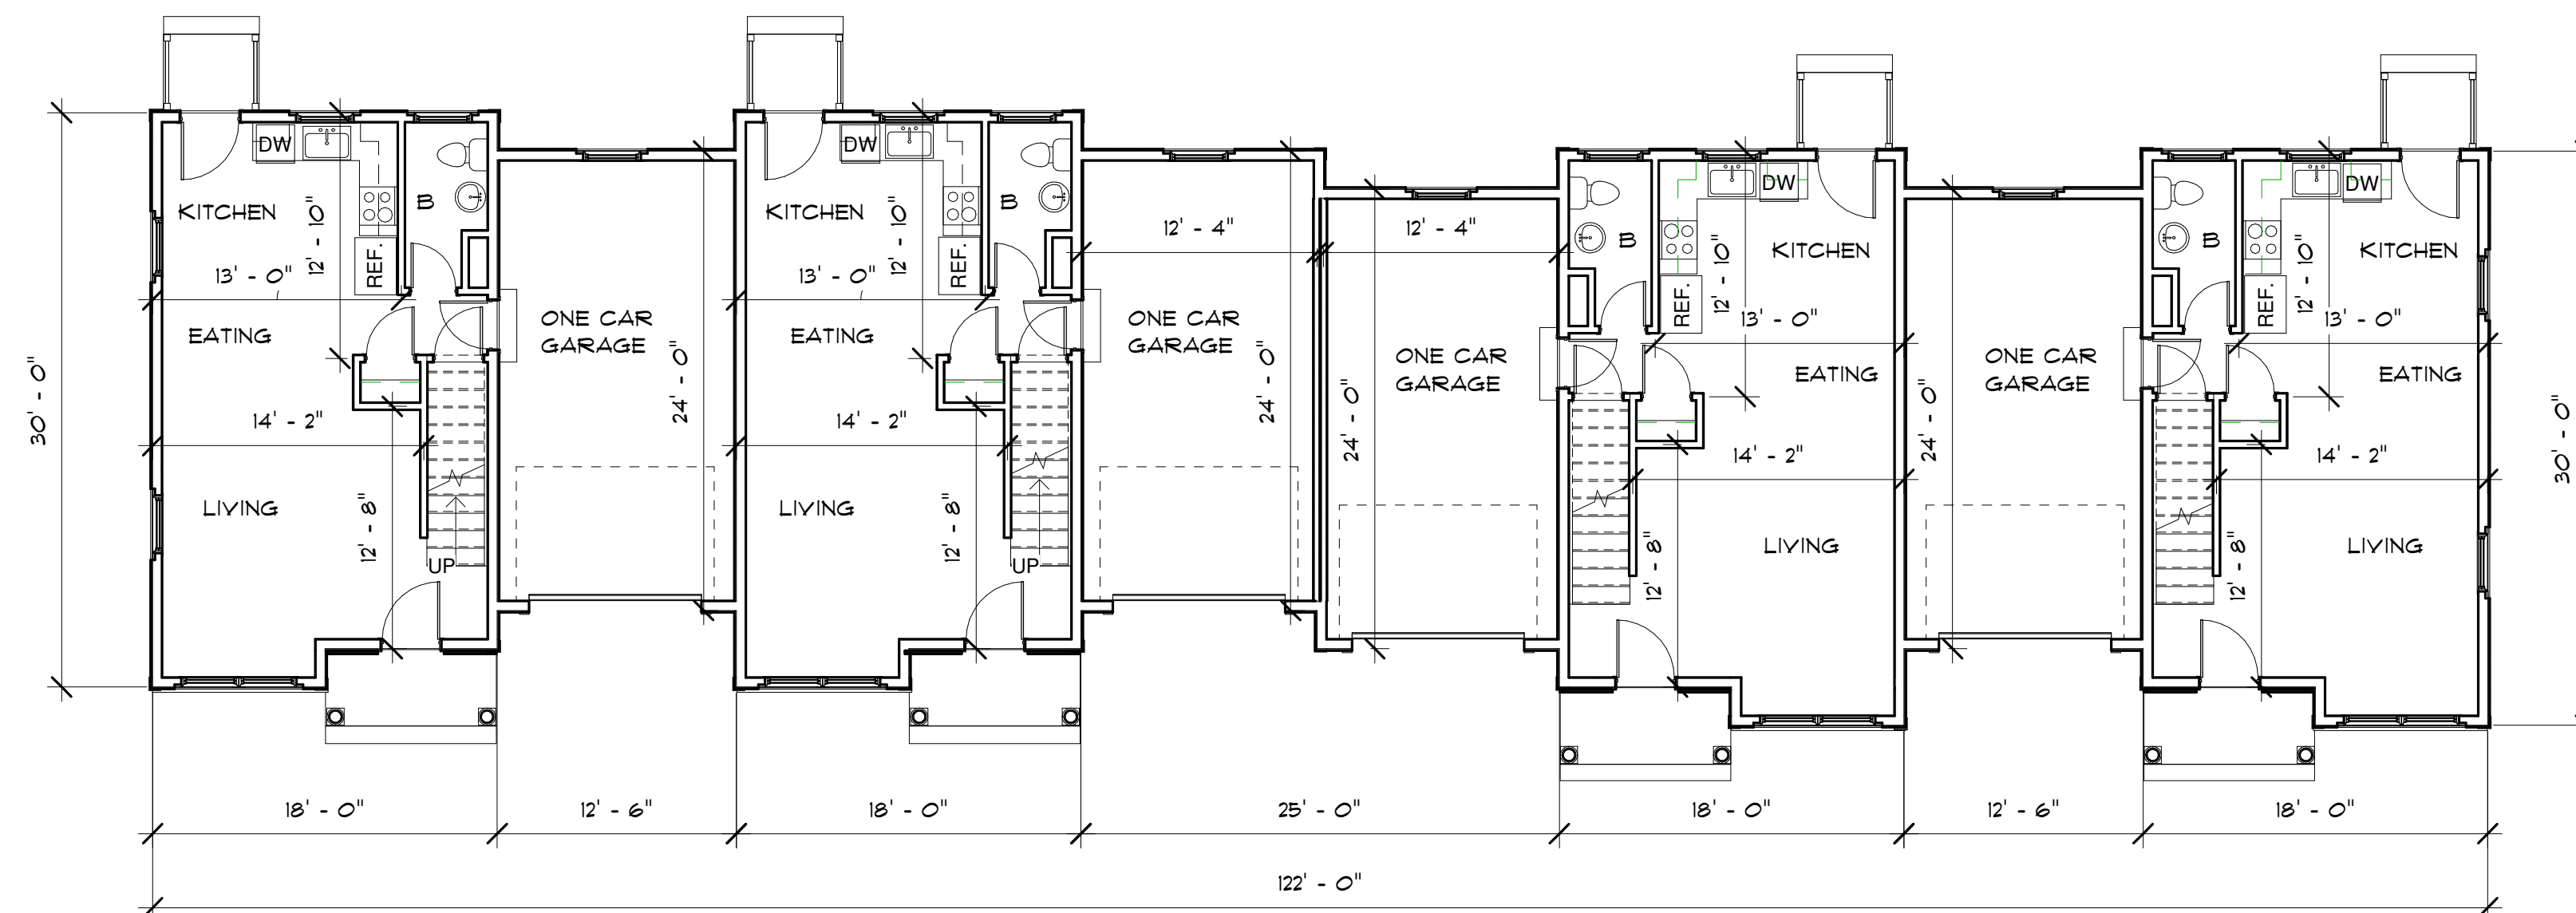 DW
DW
KITCHEN
12' - 10"
B
KITCHEN
12' - 10"
B
DW
DW
12' - 4"
12' - 4"
B
12' - 10"
KITCHEN
B
12' - 10"
KITCHEN
13' - 0"
REF.
13' - 0"
REF.
REF.
13' - 0"
REF.
13' - 0"
EATING
ONE CAR
GARAGE
24' - 0"
EATING
ONE CAR
GARAGE
24' - 0"
24' - 0"
ONE CAR
GARAGE
EATING
24' - 0"
ONE CAR
GARAGE
EATING
30' - 0"
30' - 0"
14' - 2"
14' - 2"
14' - 2"
14' - 2"
LIVING
12' - 8"
UP
LIVING
12' - 8"
UP
12' - 8"
LIVING
12' - 8"
LIVING
18' - 0"
12' - 6"
18' - 0"
25' - 0"
18' - 0"
12' - 6"
18' - 0"
122' - 0"